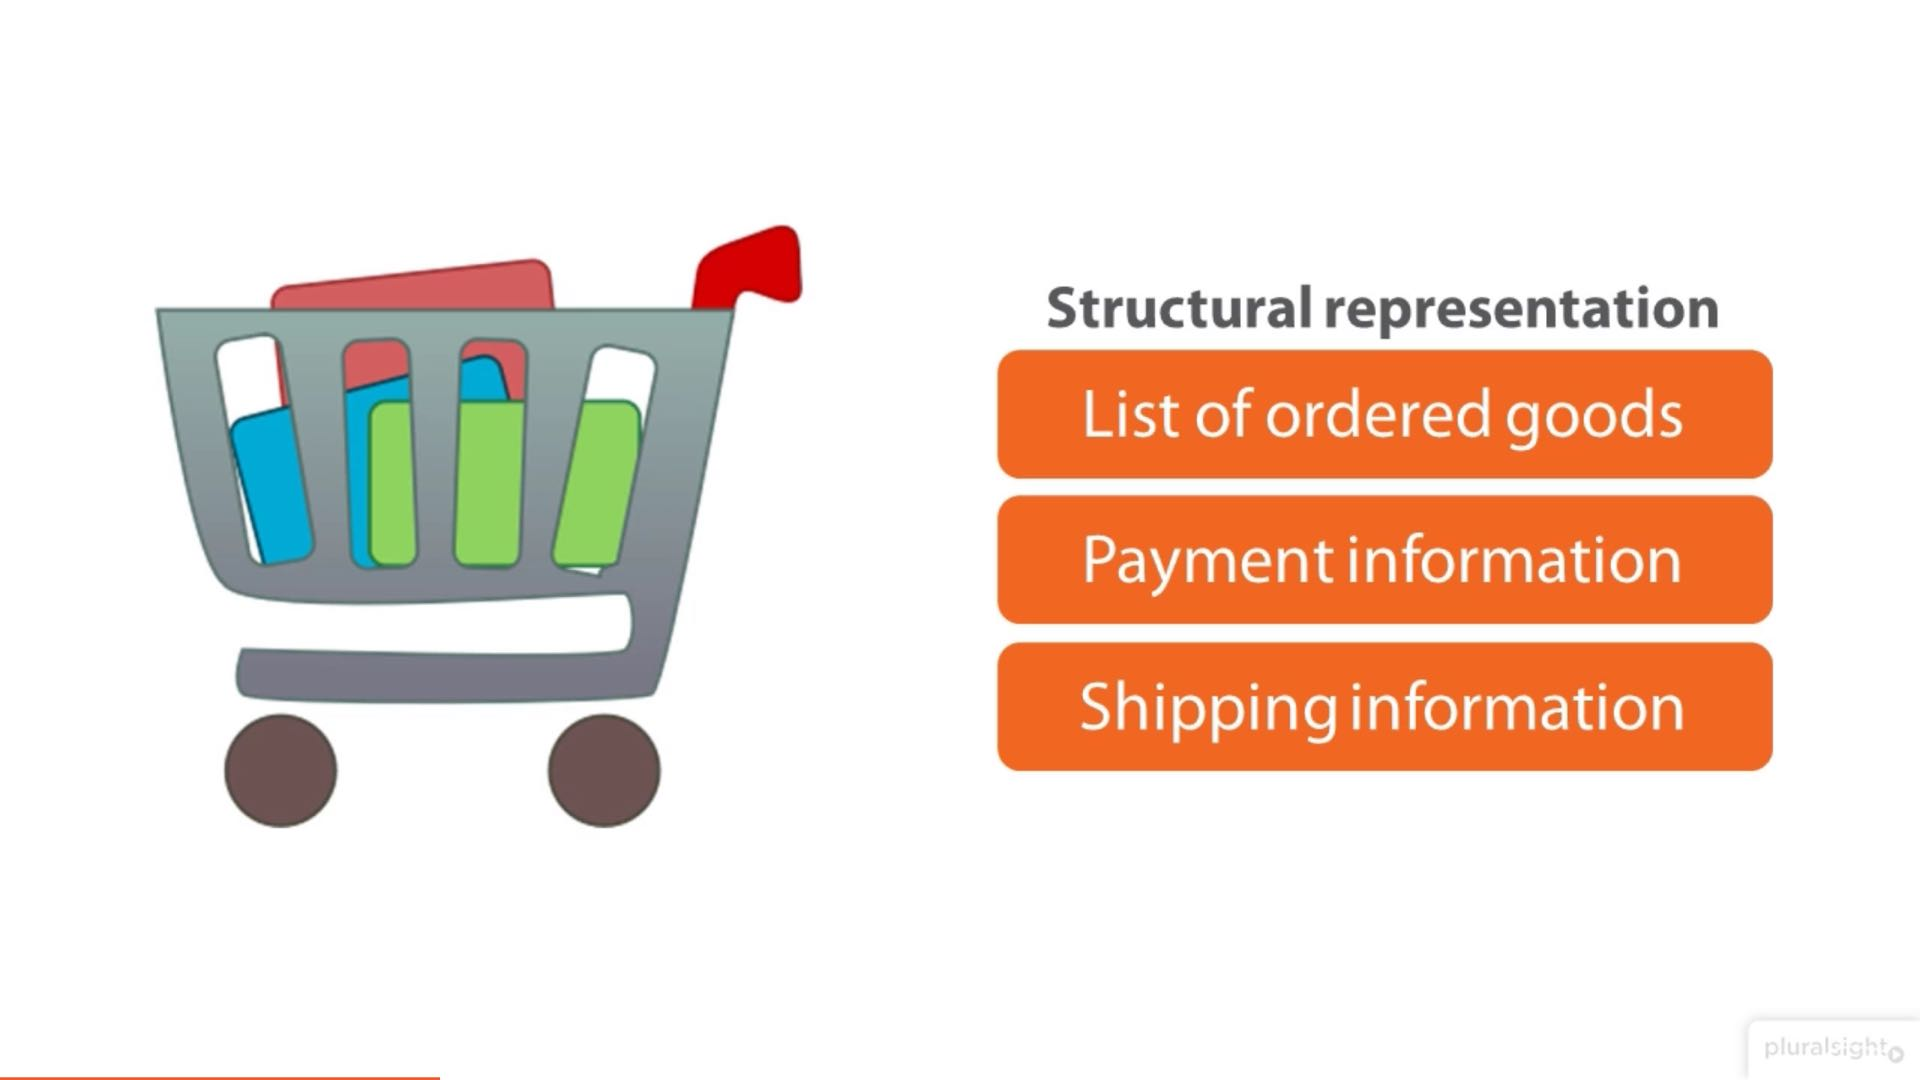 Structural representation
List of ordered goods
Payment information
Shipping information
pluralsight